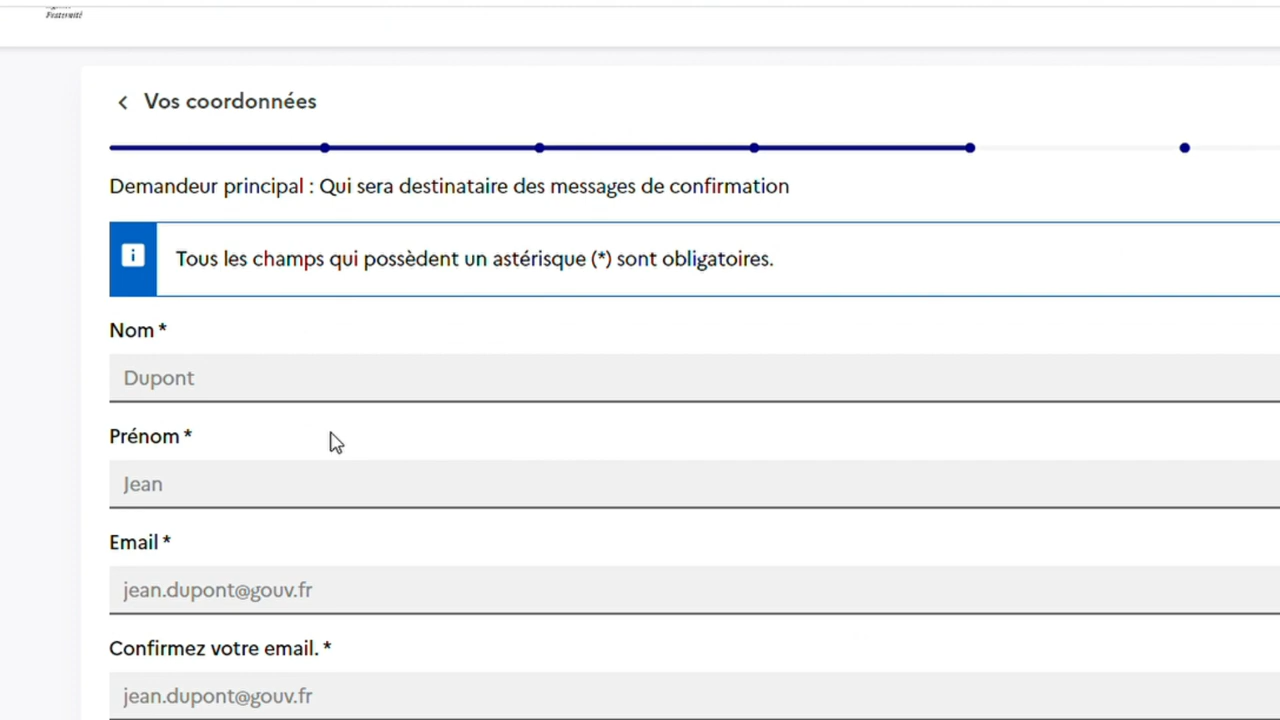 Fraternité
Vos coordonnées
Demandeur principal : Qui sera destinataire des messages de confirmation
Tous les champs qui possèdent un astérisque (*) sont obligatoires.
Nom *
Dupont
Prénom *
Jean
Email *
jean.dupont@gouv.fr
Confirmez votre email. *
jean.dupont@gouv.fr